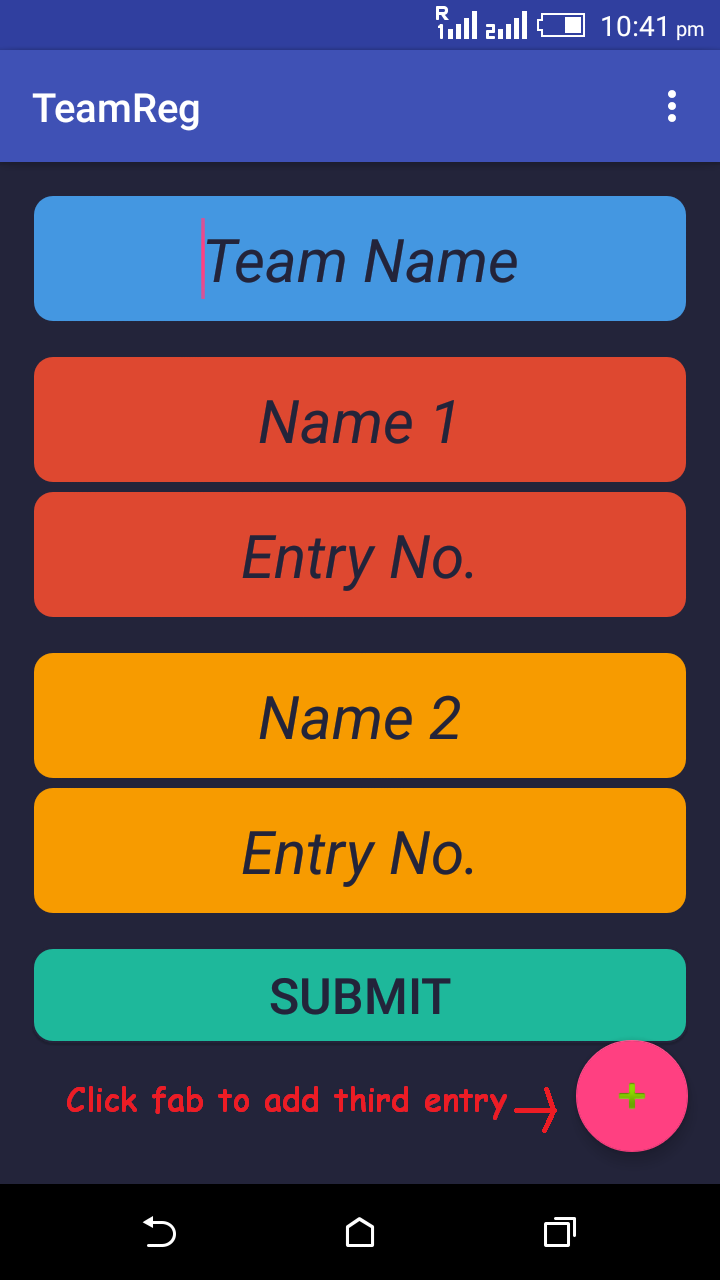 R
1 2 10:41 pm
TeamReg
Team Name
Name 1
Entry No.
Name 2
Entry No.
SUBMIT
Click fab to add third entry
+